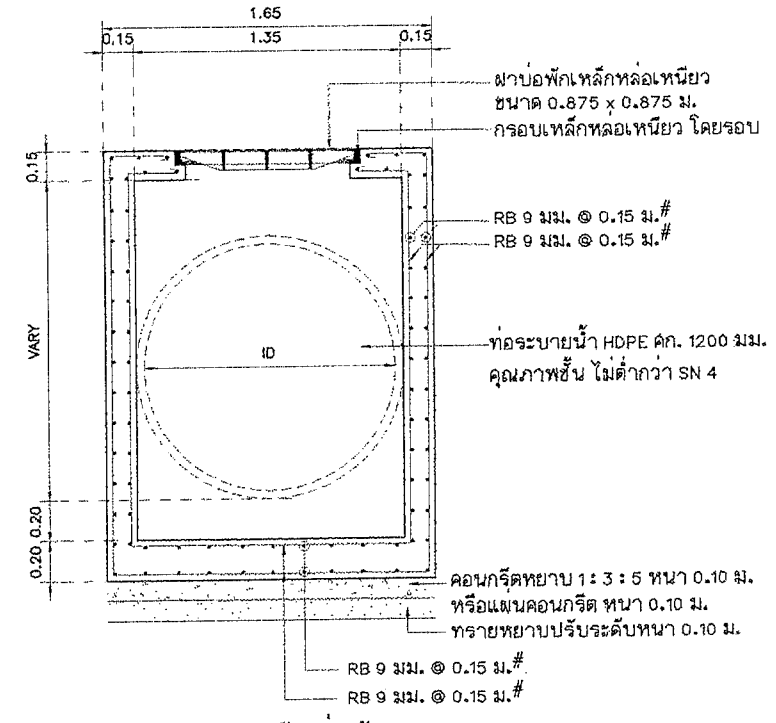 1.65
0.15 1.35 0.15
ฝาบ่อพักเหล็กหล่อเหนียว
ขนาด 0.875 x 0.875 ม.
กรอบเหล็กหล่อเหนียว โดยรอบ
0.15
RB 9 มม. @ 0.15 ม.#
RB 9 มม. @ 0.15 ม.#
VARY
ID
ท่อระบายน้ำ HDPE ศก. 1200 มม.
คุณภาพชั้น ไม่ต่ำกว่า SN 4
0.20
0.20
คอนกรีตหยาบ 1 : 3 : 5 หนา 0.10 ม.
หรือแผ่นคอนกรีต หนา 0.10 ม.
ทรายหยาบปรับระดับหนา 0.10 ม.
RB 9 มม. @ 0.15 ม.#
RB 9 มม. @ 0.15 ม.#